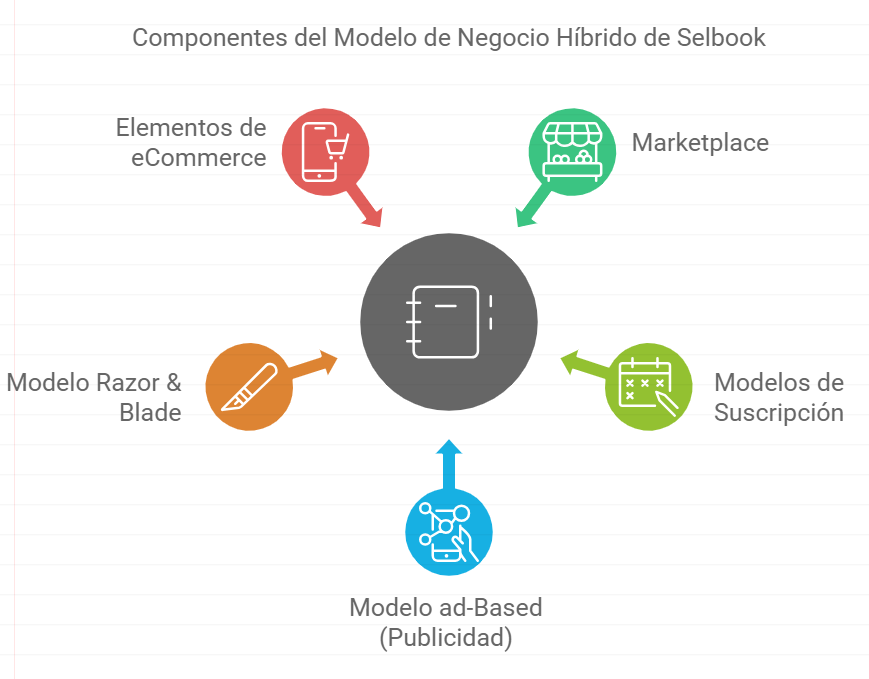 Componentes del Modelo de Negocio Híbrido de Selbook
Elementos de
eCommerce
Marketplace
Modelo Razor &
Blade
Modelos de
Suscripción
Modelo ad-Based
(Publicidad)